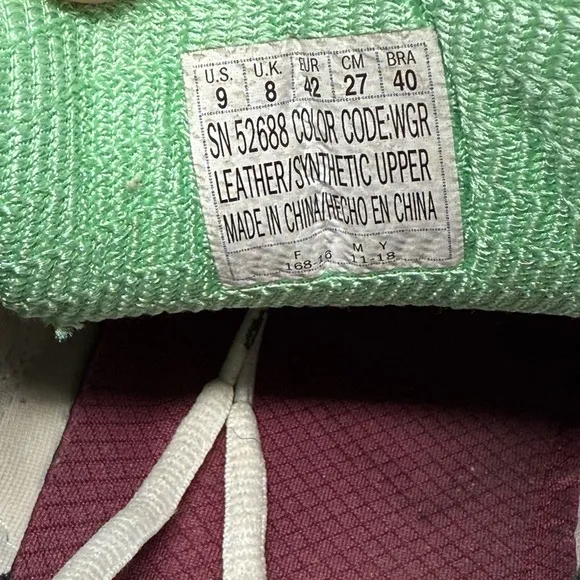 U.S. U.K. EUR CM BRA
9 8 42 27 40
SN 52688 COLOR CODE:WGR
LEATHER/SYNTHETIC UPPER
MADE IN CHINA/HECHO EN CHINA
F M Y
11-18